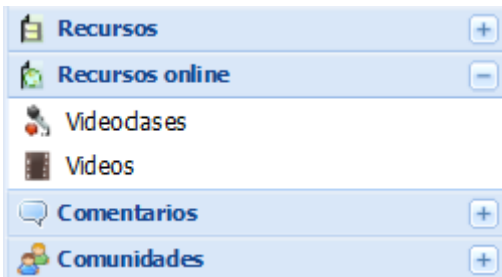 Recursos
Recursos online
Videoclases
Videos
Comentarios
Comunidades